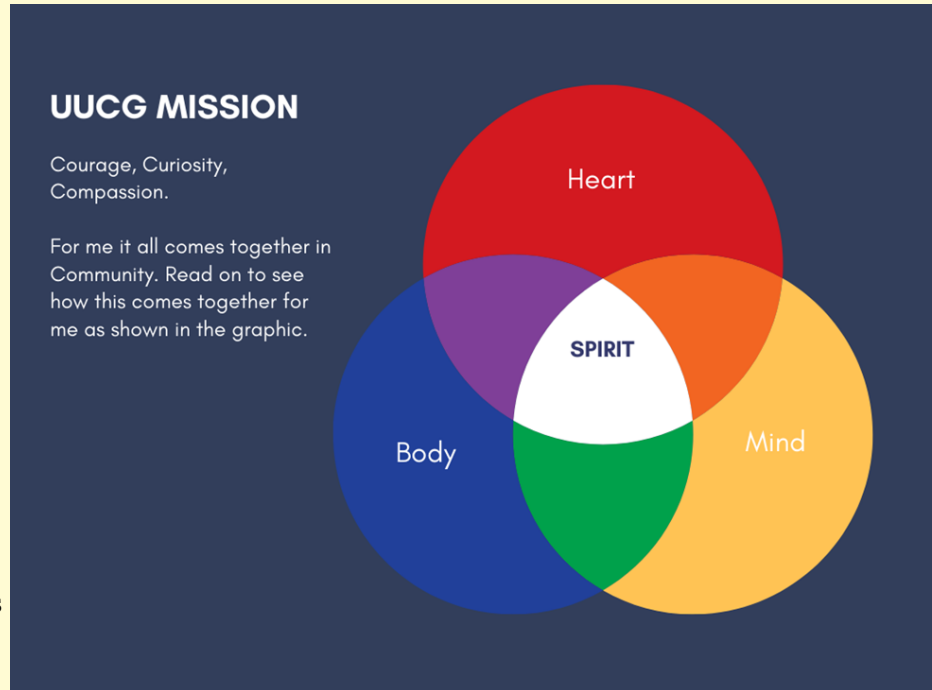 UUCG MISSION
Courage, Curiosity,
Compassion.
For me it all comes together in
Community. Read on to see
how this comes together for
me as shown in the graphic.
Heart
SPIRIT
Body
Mind